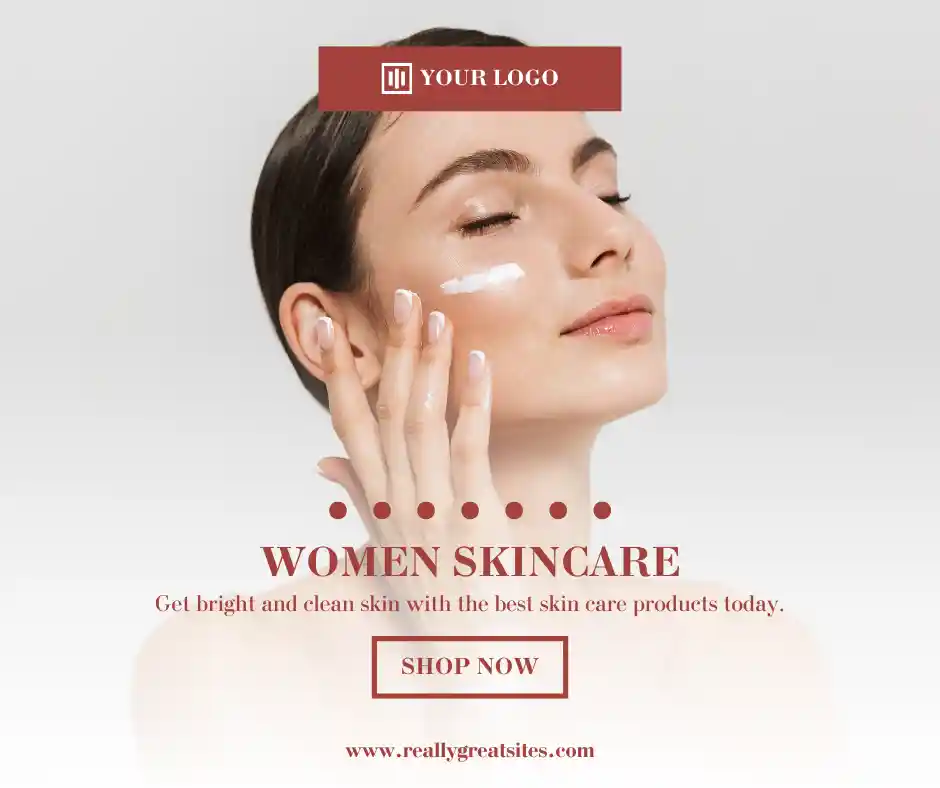 YOUR LOGO
WOMEN SKINCARE
Get bright and clean skin with the best skin care products today.
SHOP NOW
www.reallygreatsites.com